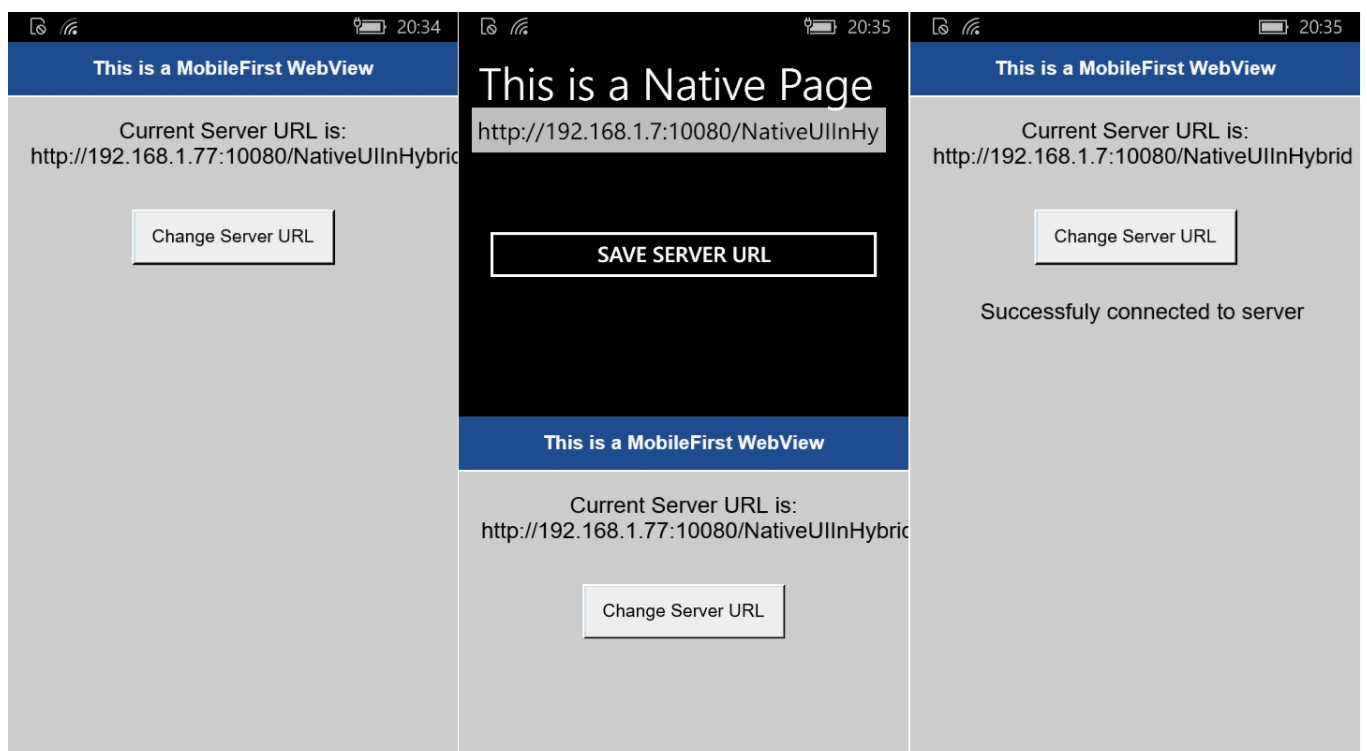 20:34
This is a MobileFirst WebView
Current Server URL is:
http://192.168.1.77:10080/NativeUIInHybric
Change Server URL
20:35
This is a Native Page
http://192.168.1.7:10080/NativeUIInHy
SAVE SERVER URL
This is a MobileFirst WebView
Current Server URL is:
http://192.168.1.77:10080/NativeUIInHybric
Change Server URL
20:35
This is a MobileFirst WebView
Current Server URL is:
http://192.168.1.7:10080/NativeUIInHybrid
Change Server URL
Successfuly connected to server